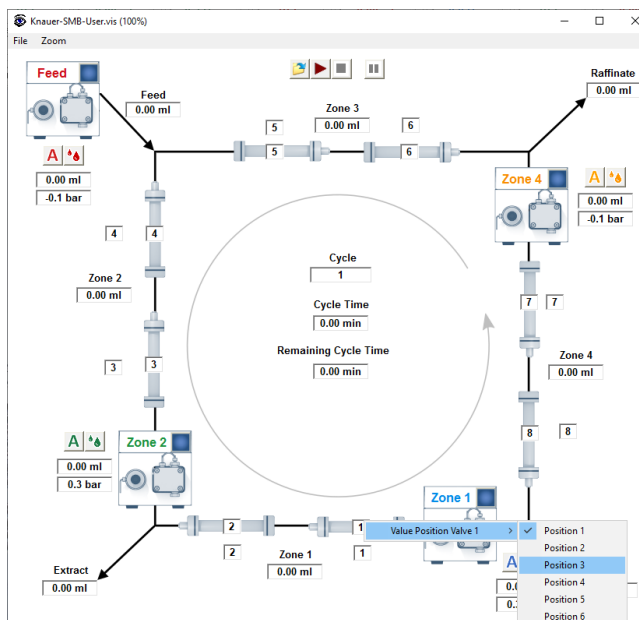 Knauer-SMB-User.vis (100%)
File Zoom
Feed
Feed
0.00 ml
A
0.00 ml
-0.1 bar
Raffinate
0.00 ml
Zone 3
0.00 ml
5
6
5
6
Zone 4
A
0.00 ml
-0.1 bar
4
4
Zone 2
0.00 ml
3
3
Cycle
1
Cycle Time
0.00 min
Remaining Cycle Time
0.00 min
7
7
Zone 4
0.00 ml
8
8
A
0.00 ml
0.3 bar
Zone 2
Zone 1
2
2
1
1
Zone 1
0.00 ml
Extract
0.00 ml
A
Value Position Valve 1
Position 1
Position 2
Position 3
Position 4
Position 5
Position 6